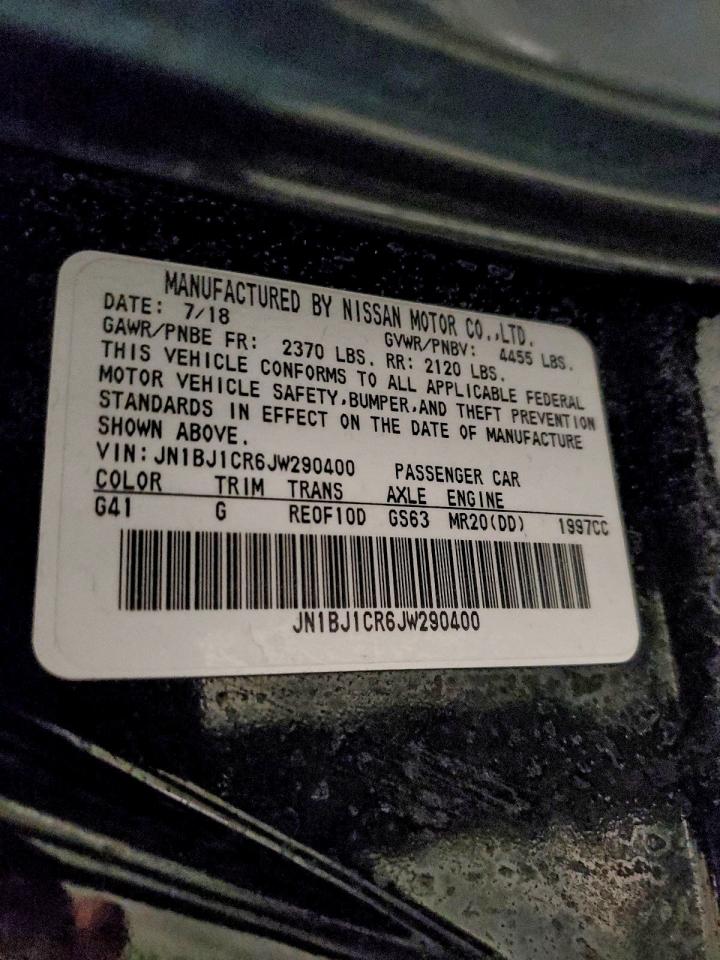 MANUFACTURED BY NISSAN MOTOR CO.,LTD.
DATE: 7/18 GVWR/PNBV: 4455 LBS.
GAWR/PNBE FR: 2370 LBS. RR: 2120 LBS.
THIS VEHICLE CONFORMS TO ALL APPLICABLE FEDERAL
MOTOR VEHICLE SAFETY,BUMPER,AND THEFT PREVENTION
STANDARDS IN EFFECT ON THE DATE OF MANUFACTURE
SHOWN ABOVE.
VIN: JN1BJ1CR6JW290400 PASSENGER CAR
COLOR TRIM TRANS AXLE ENGINE
G41 G RE0F10D GS63 MR20(DD) 1997CC
JN1BJ1CR6JW290400